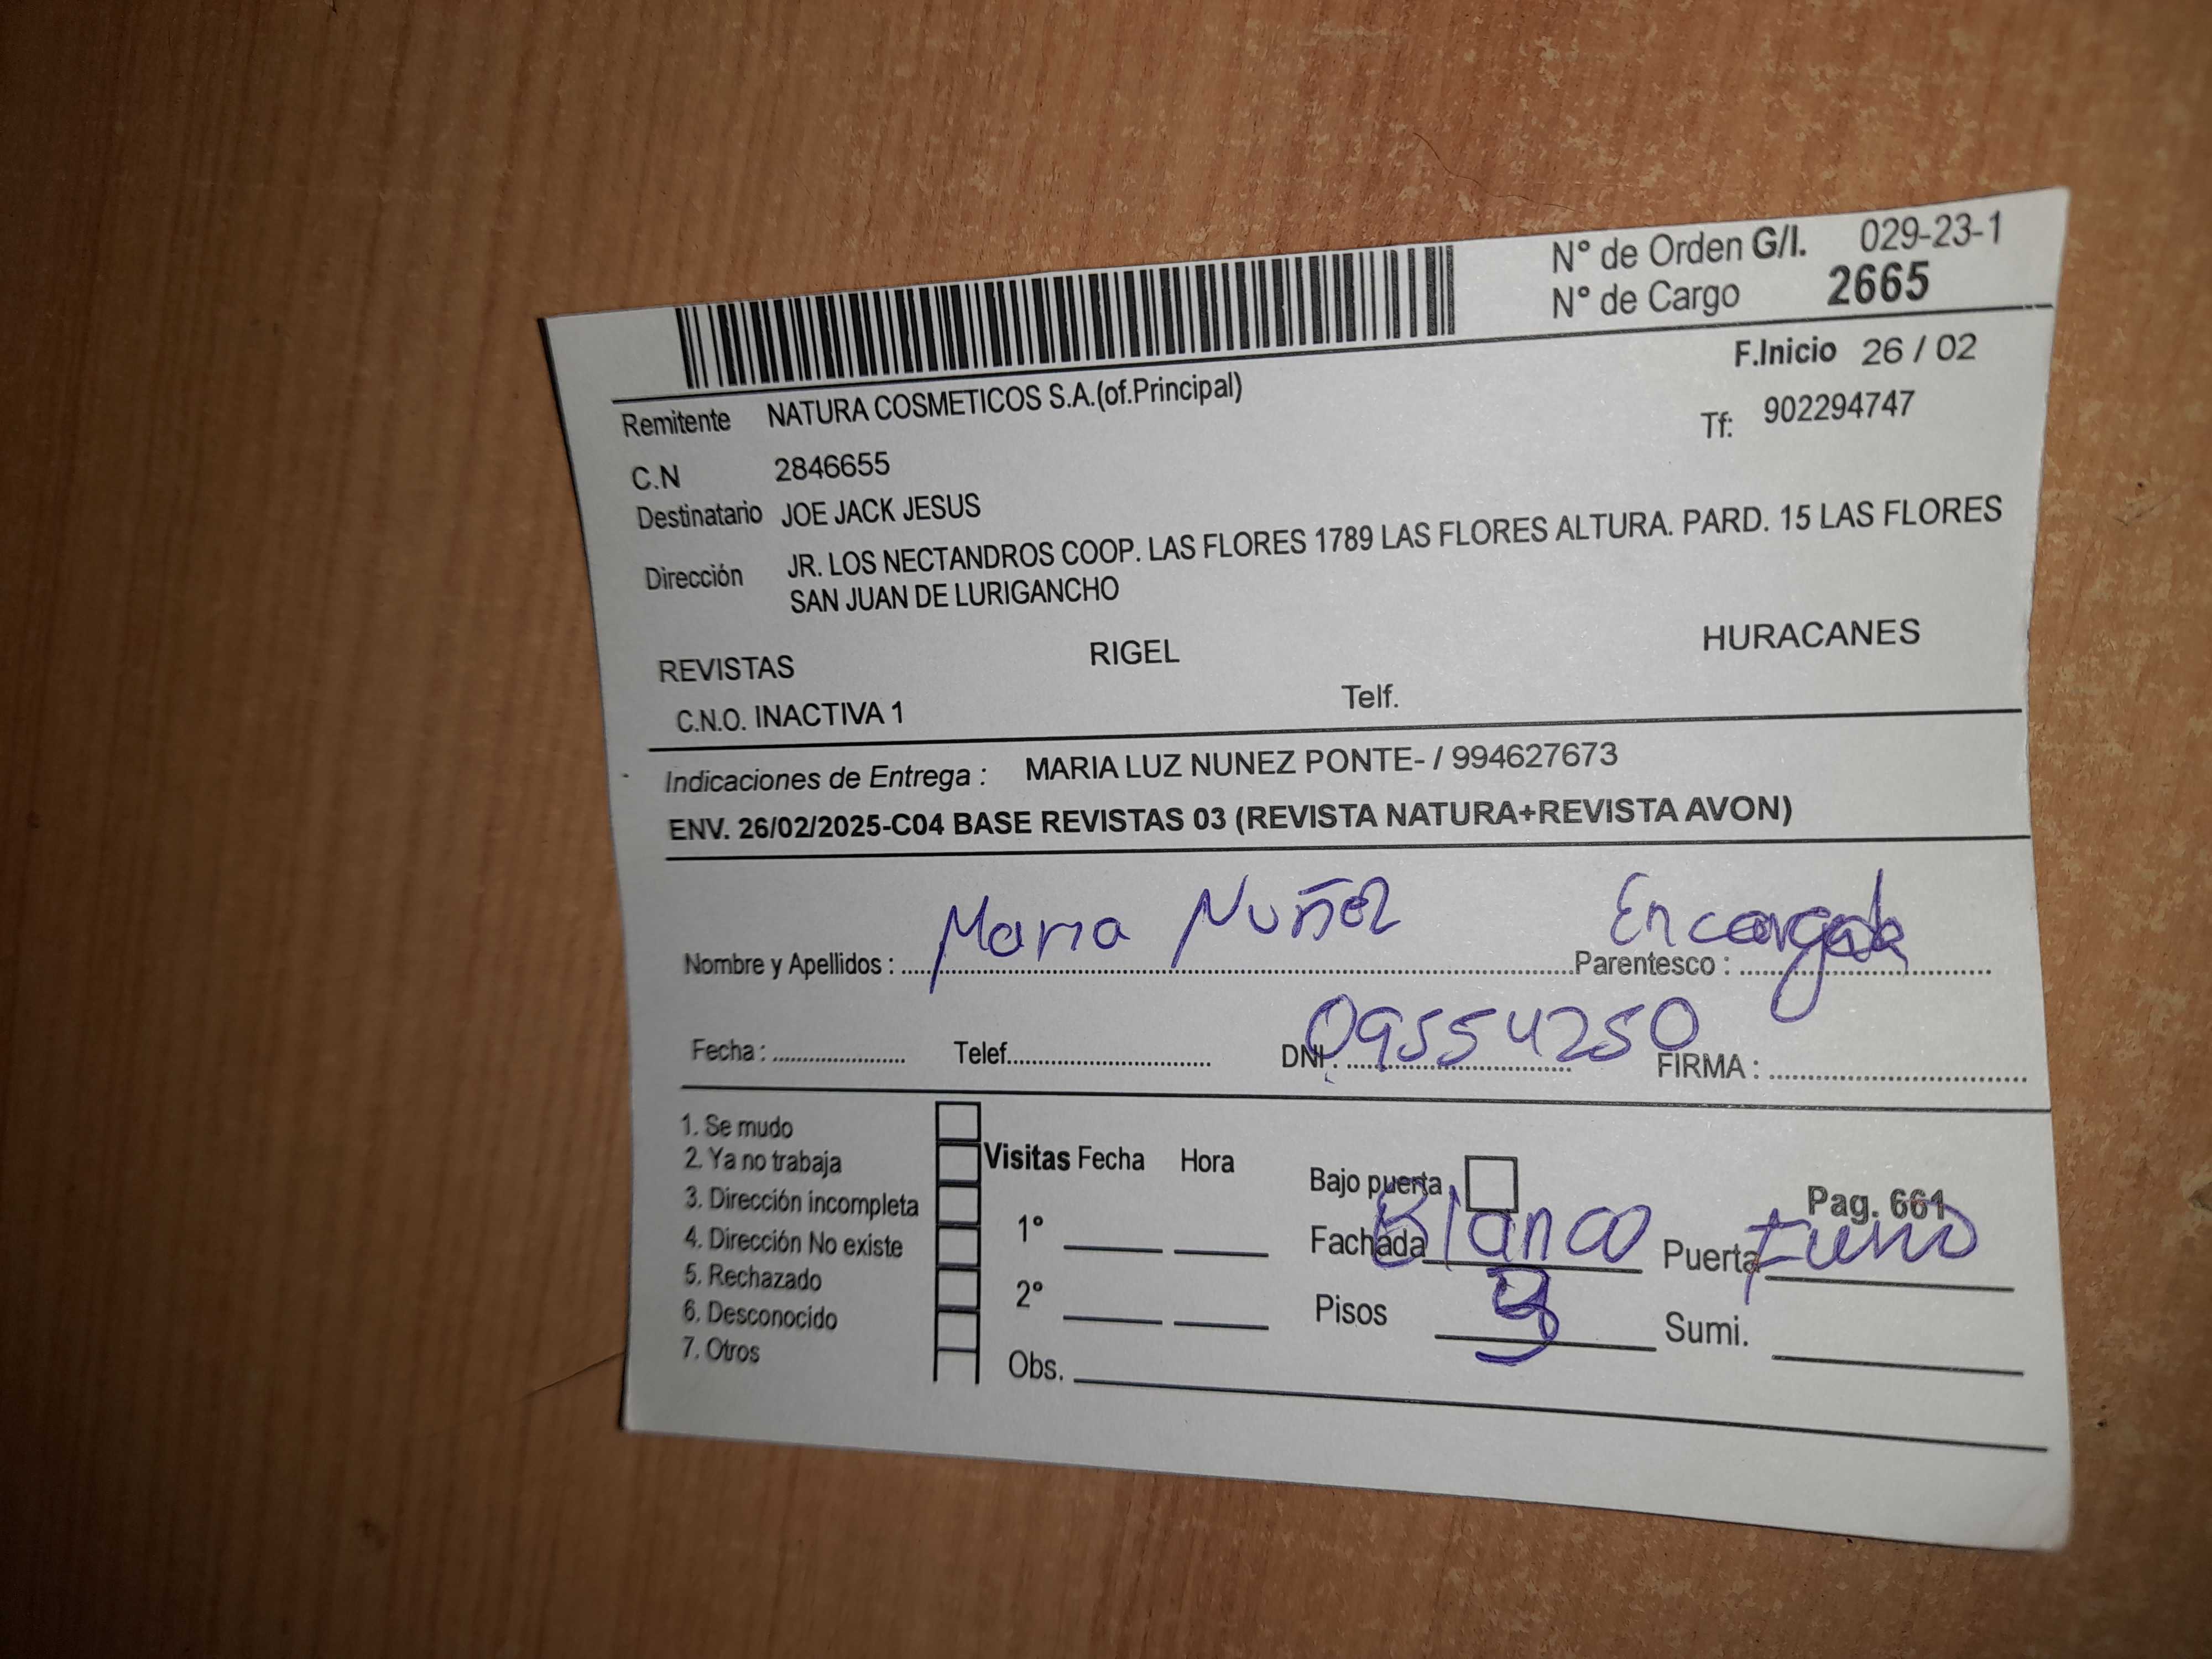 N° de Orden G/I. 029-23-1
N° de Cargo 2665
F.Inicio 26 / 02
Remitente NATURA COSMETICOS S.A.(of.Principal)
Tf: 902294747
C.N 2846655
Destinatario JOE JACK JESUS
Dirección JR. LOS NECTANDROS COOP. LAS FLORES 1789 LAS FLORES ALTURA. PARD. 15 LAS FLORES
SAN JUAN DE LURIGANCHO
REVISTAS RIGEL HURACANES
C.N.O. INACTIVA 1 Telf.
Indicaciones de Entrega : MARIA LUZ NUNEZ PONTE- / 994627673
ENV. 26/02/2025-C04 BASE REVISTAS 03 (REVISTA NATURA+REVISTA AVON)
Nombre y Apellidos : Maria Nuñez Parentesco : Encargada
Fecha : Telef. DNI : 09554250 FIRMA :
1. Se mudo
2. Ya no trabaja
3. Dirección incompleta
4. Dirección No existe
5. Rechazado
6. Desconocido
7. Otros
Visitas Fecha Hora
1°
2°
Obs.
Bajo puerta
Pag. 661
Fachada Blanco Puerta
Pisos 3 Sumi.